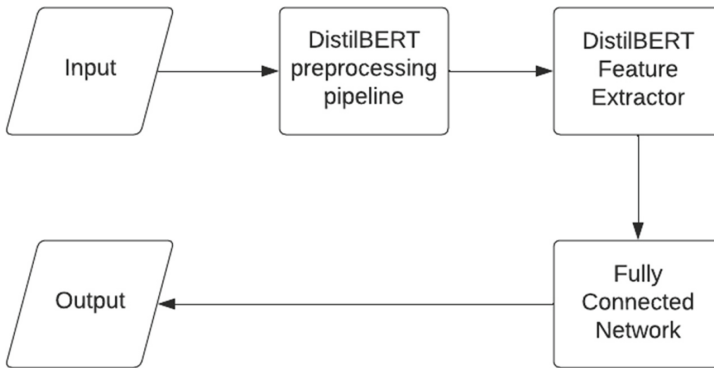 Input
DistilBERT
preprocessing
pipeline
DistilBERT
Feature
Extractor
Fully
Connected
Network
Output